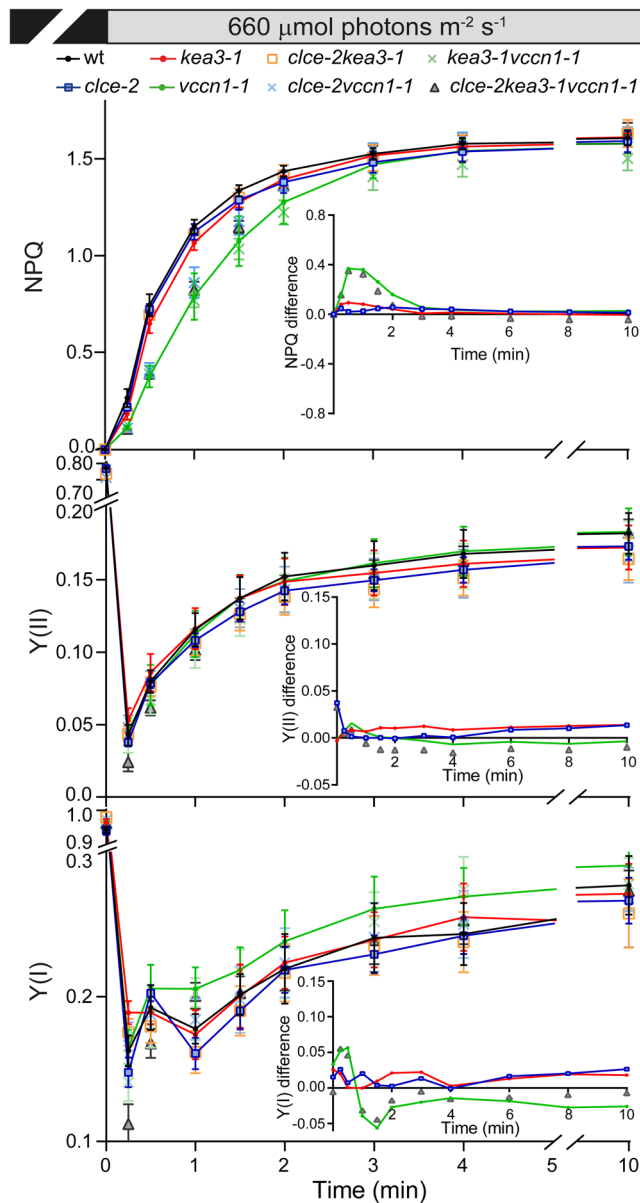 660 µmol photons m⁻² s⁻¹
wt kea3-1 clce-2kea3-1 kea3-1vccn1-1
clce-2 vccn1-1 clce-2vccn1-1 clce-2kea3-1vccn1-1
NPQ
1.5
1.0
0.5
0.0
NPQ difference
0.8
0.4
0.0
-0.4
-0.8
2 4 6 8 10
Time (min)
Y(II)
0.80
0.70
0.20
0.15
0.10
0.05
0.0
Y(II) difference
0.15
0.10
0.05
0.00
-0.05
2 4 6 8 10
Time (min)
Y(I)
1.0
0.9
0.3
0.2
0.1
Y(I) difference
0.15
0.10
0.05
0.00
-0.05
2 4 6 8 10
Time (min)
0 1 2 3 4 5 10
Time (min)